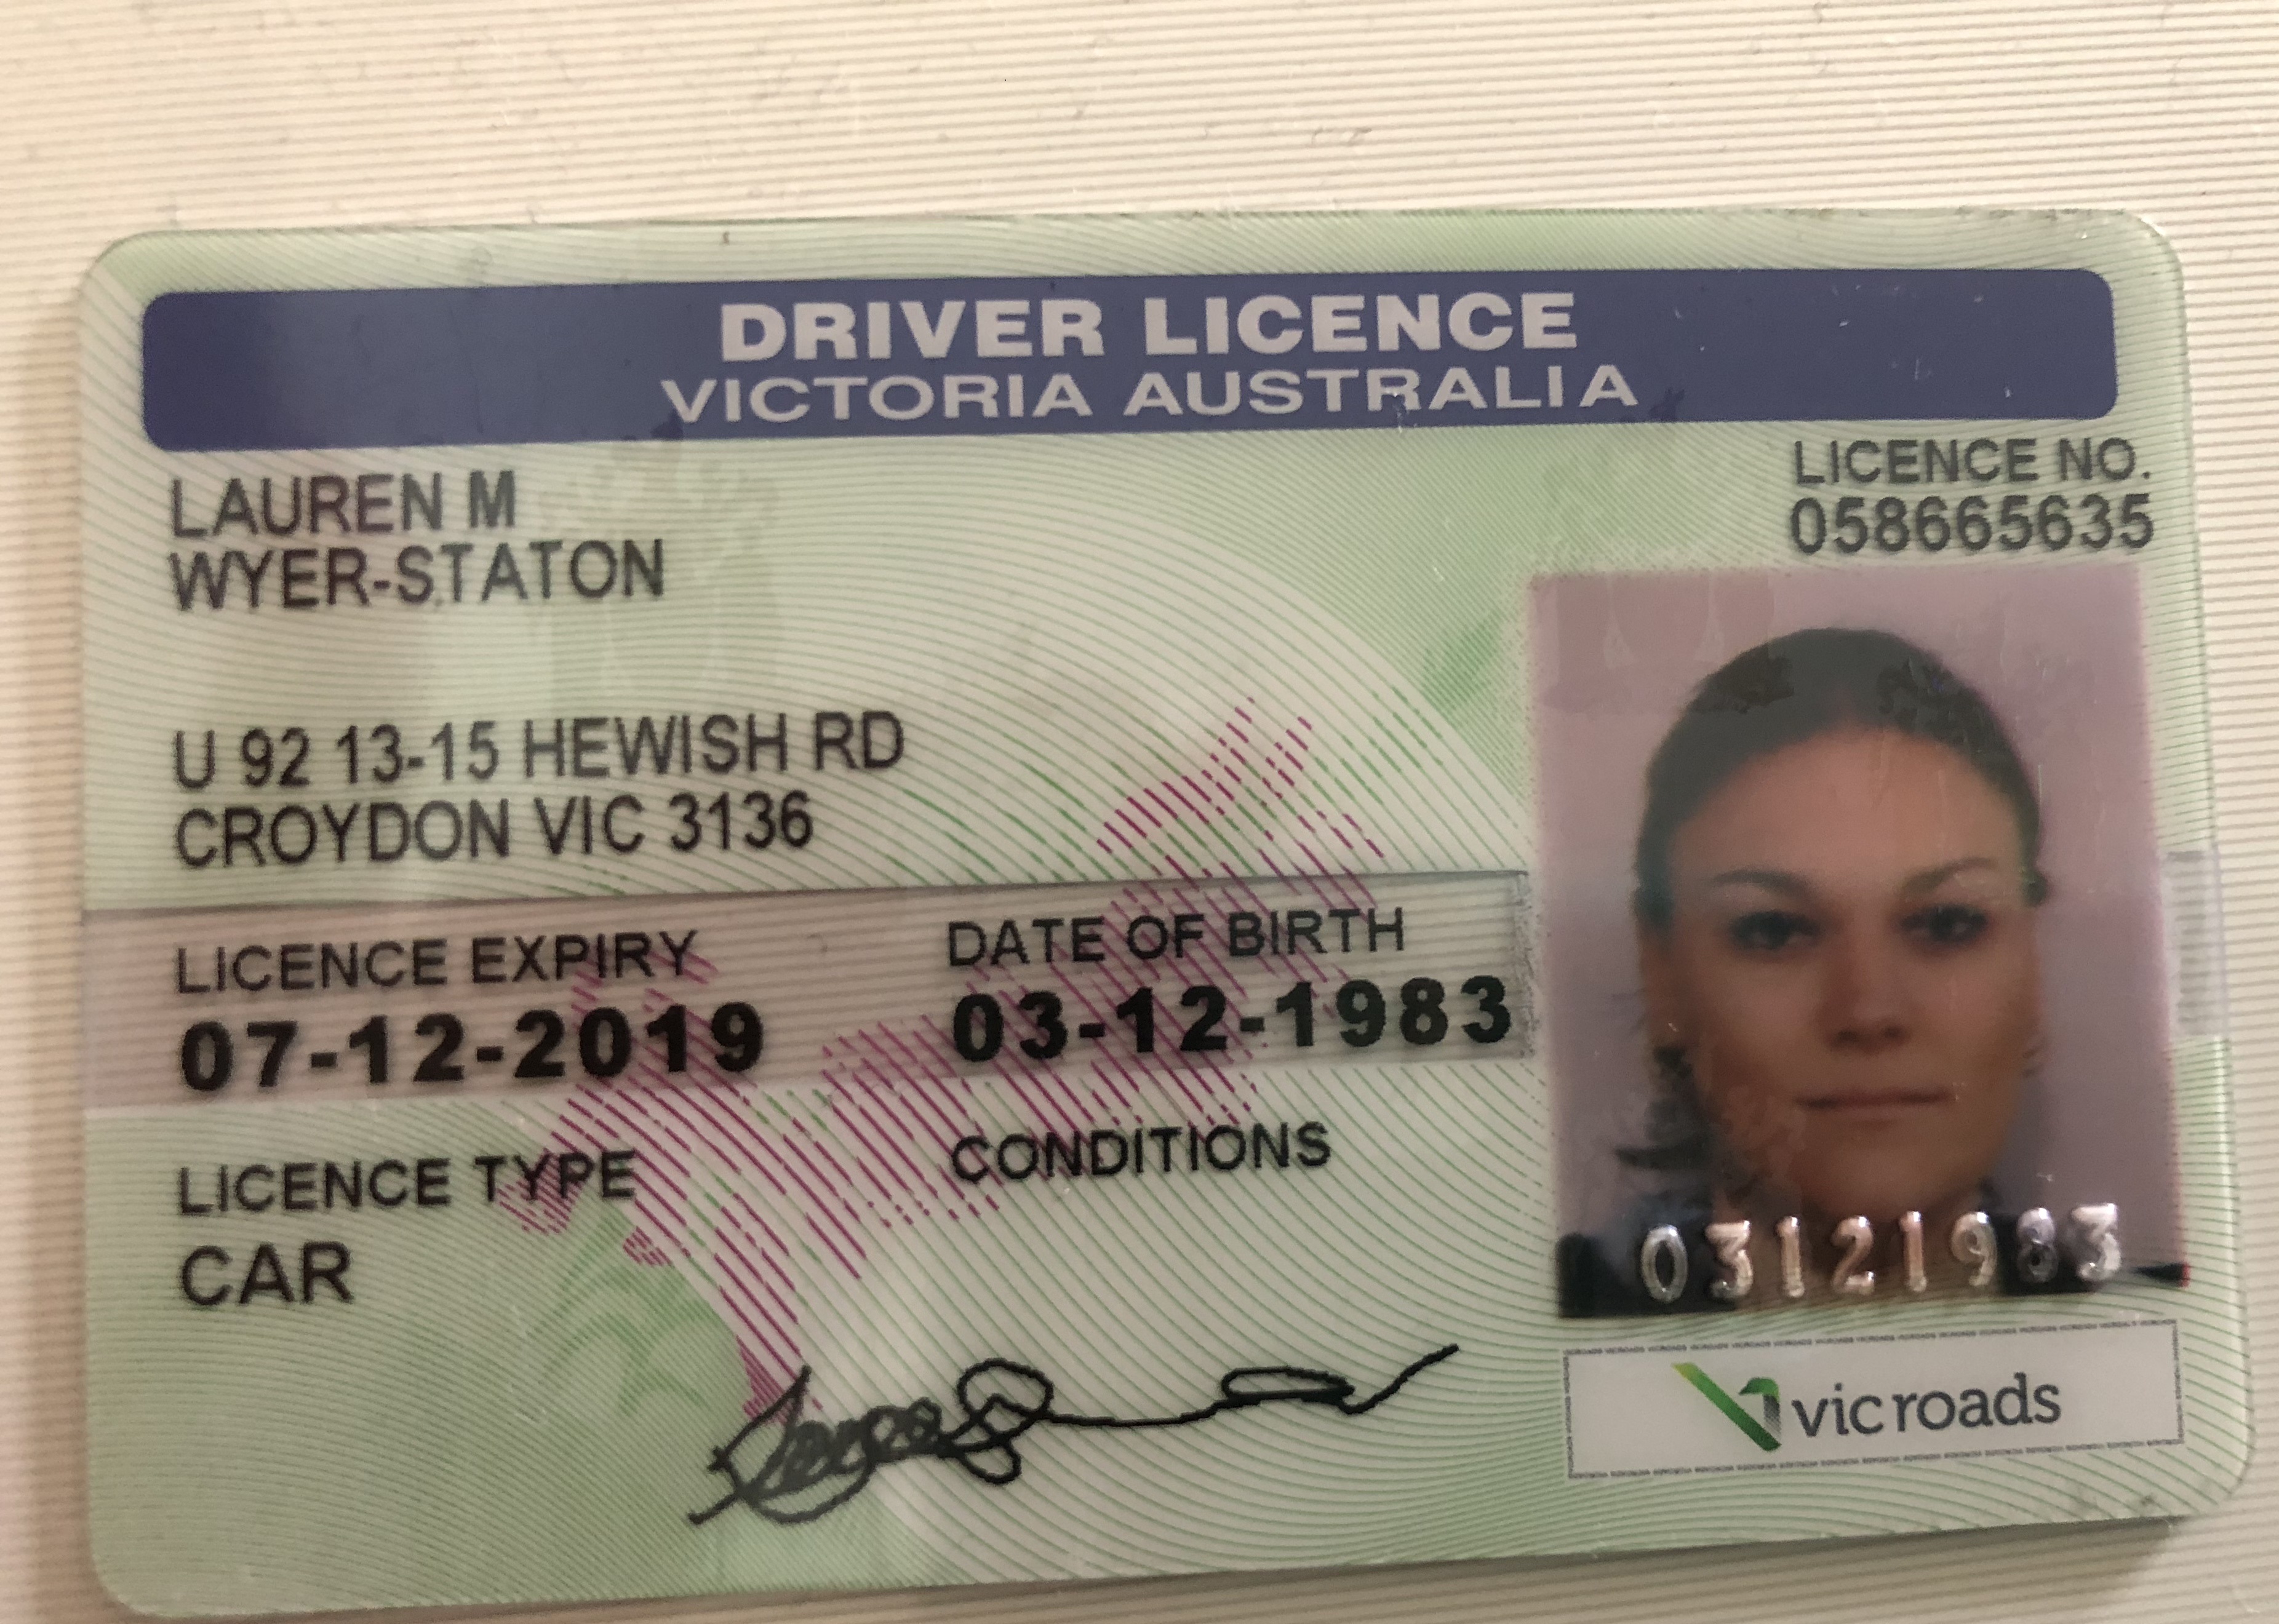 DRIVER LICENCE
VICTORIA AUSTRALIA
LICENCE NO.
058665635
LAUREN M
WYER-STATON
U 92 13-15 HEWISH RD
CROYDON VIC 3136
LICENCE EXPIRY
07-12-2019
DATE OF BIRTH
03-12-1983
LICENCE TYPE
CAR
CONDITIONS
03121983
vicroads